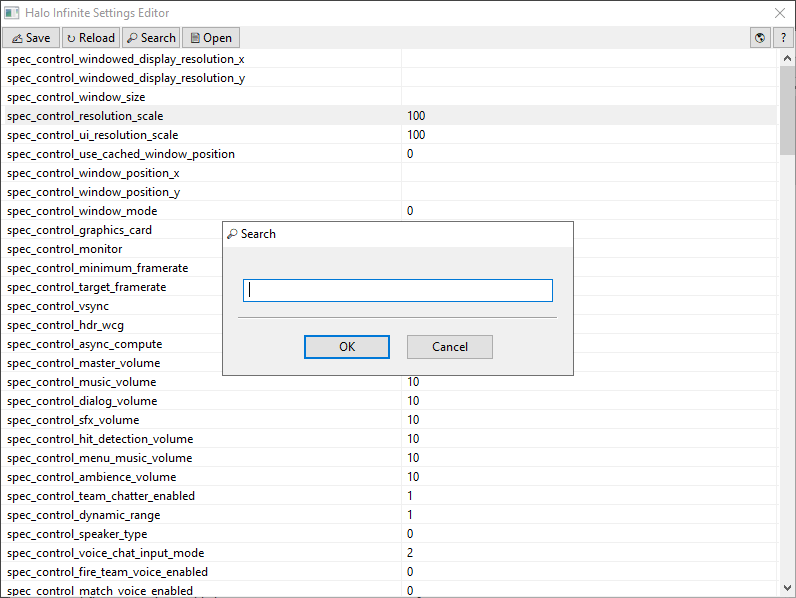 Halo Infinite Settings Editor
Save Reload Search Open ?
spec_control_windowed_display_resolution_x
spec_control_windowed_display_resolution_y
spec_control_window_size
spec_control_resolution_scale 100
spec_control_ui_resolution_scale 100
spec_control_use_cached_window_position 0
spec_control_window_position_x
spec_control_window_position_y
spec_control_window_mode 0
spec_control_graphics_card
spec_control_monitor
spec_control_minimum_framerate
spec_control_target_framerate
spec_control_vsync
spec_control_hdr_wcg
spec_control_async_compute
spec_control_master_volume
spec_control_music_volume 10
spec_control_dialog_volume 10
spec_control_sfx_volume 10
spec_control_hit_detection_volume 10
spec_control_menu_music_volume 10
spec_control_ambience_volume 10
spec_control_team_chatter_enabled 1
spec_control_dynamic_range 1
spec_control_speaker_type 0
spec_control_voice_chat_input_mode 2
spec_control_fire_team_voice_enabled 0
spec_control_match_voice_enabled 0
Search
OK Cancel